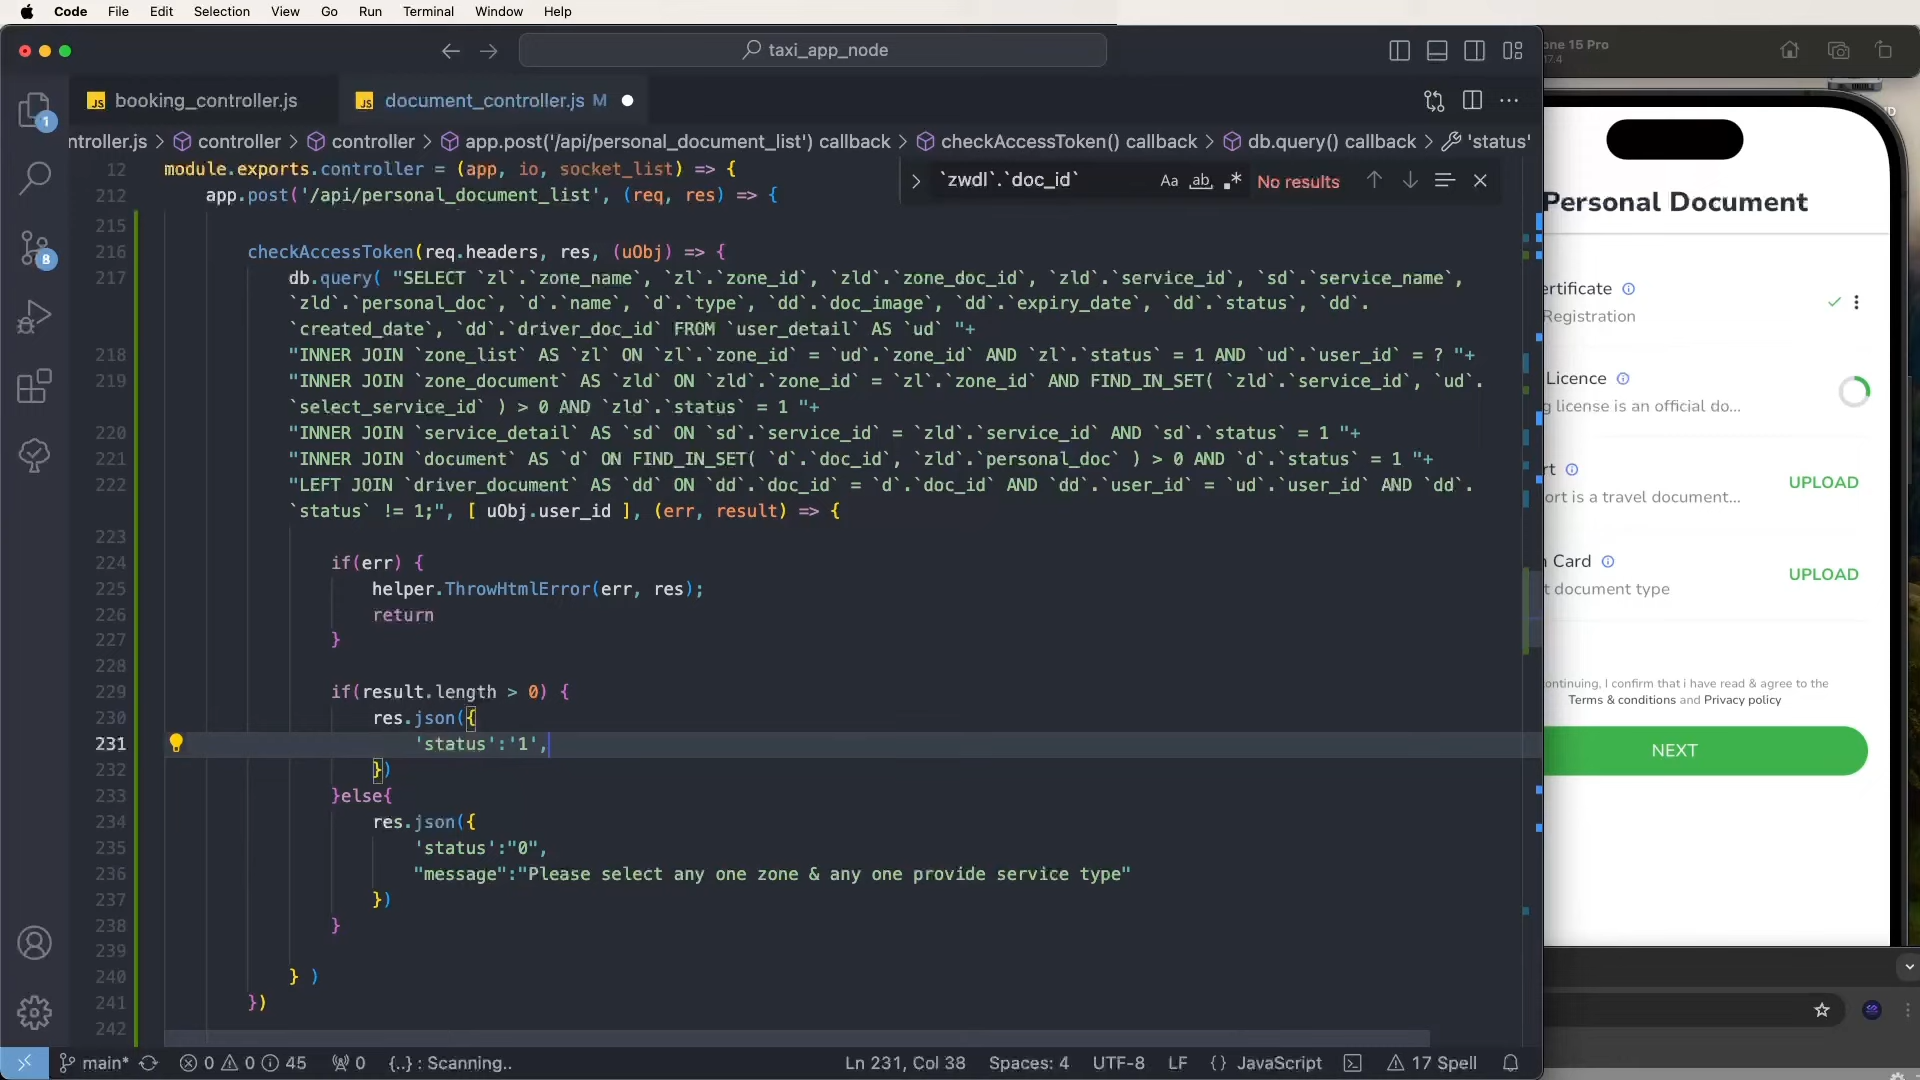 Code File Edit Selection View Go Run Terminal Window Help
taxi_app_node
one 15 Pro
17.4
JS booking_controller.js
JS document_controller.js M
ntroller.js > controller > controller > app.post('/api/personal_document_list') callback > checkAccessToken() callback > db.query() callback > 'status'
`zwdl`.`doc_id` Aa ab .* No results
12 module.exports.controller = (app, io, socket_list) => {
212 app.post('/api/personal_document_list', (req, res) => {
215
216 checkAccessToken(req.headers, res, (uObj) => {
217 db.query( "SELECT `zl`.`zone_name`, `zl`.`zone_id`, `zld`.`zone_doc_id`, `zld`.`service_id`, `sd`.`service_name`,
`zld`.`personal_doc`, `d`.`name`, `d`.`type`, `dd`.`doc_image`, `dd`.`expiry_date`, `dd`.`status`, `dd`.
`created_date`, `dd`.`driver_doc_id` FROM `user_detail` AS `ud` "+
218 "INNER JOIN `zone_list` AS `zl` ON `zl`.`zone_id` = `ud`.`zone_id` AND `zl`.`status` = 1 AND `ud`.`user_id` = ? "+
219 "INNER JOIN `zone_document` AS `zld` ON `zld`.`zone_id` = `zl`.`zone_id` AND FIND_IN_SET( `zld`.`service_id`, `ud`.
`select_service_id` ) > 0 AND `zld`.`status` = 1 "+
220 "INNER JOIN `service_detail` AS `sd` ON `sd`.`service_id` = `zld`.`service_id` AND `sd`.`status` = 1 "+
221 "INNER JOIN `document` AS `d` ON FIND_IN_SET( `d`.`doc_id`, `zld`.`personal_doc` ) > 0 AND `d`.`status` = 1 "+
222 "LEFT JOIN `driver_document` AS `dd` ON `dd`.`doc_id` = `d`.`doc_id` AND `dd`.`user_id` = `ud`.`user_id` AND `dd`.
`status` != 1;", [ uObj.user_id ], (err, result) => {
223
224 if(err) {
225 helper.ThrowHtmlError(err, res);
226 return
227 }
228
229 if(result.length > 0) {
230 res.json({
231 'status':'1',
232 })
233 }else{
234 res.json({
235 'status':"0",
236 "message":"Please select any one zone & any one provide service type"
237 })
238 }
239
240 } )
241 })
242
1
8
main* 0 0 45 0 {..} : Scanning.. Ln 231, Col 38 Spaces: 4 UTF-8 LF {} JavaScript 17 Spell
Personal Document
ertificate
Registration
Licence
g license is an official do...
rt
UPLOAD
ort is a travel document...
n Card
UPLOAD
t document type
ontinuing, I confirm that i have read & agree to the
Terms & conditions and Privacy policy
NEXT